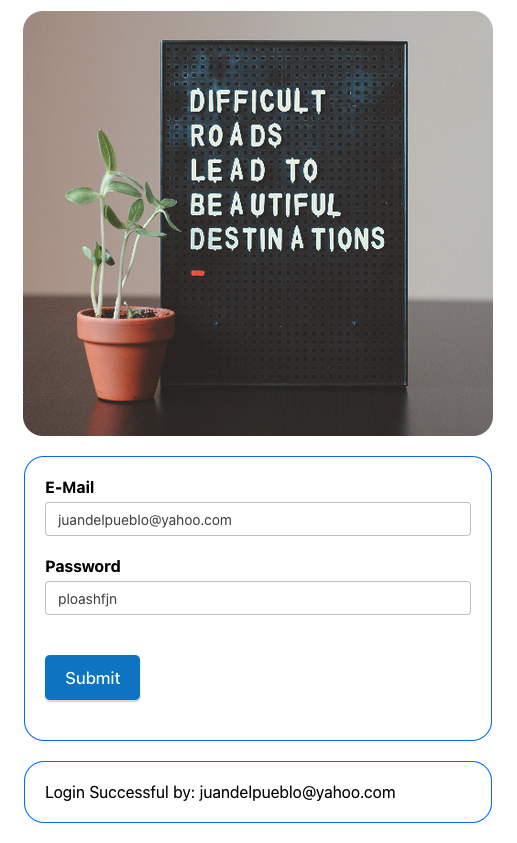 DIFFICULT
ROADS
LEAD TO
BEAUTIFUL
DESTINATIONS
E-Mail
juandelpueblo@yahoo.com
Password
ploashfjn
Submit
Login Successful by: juandelpueblo@yahoo.com